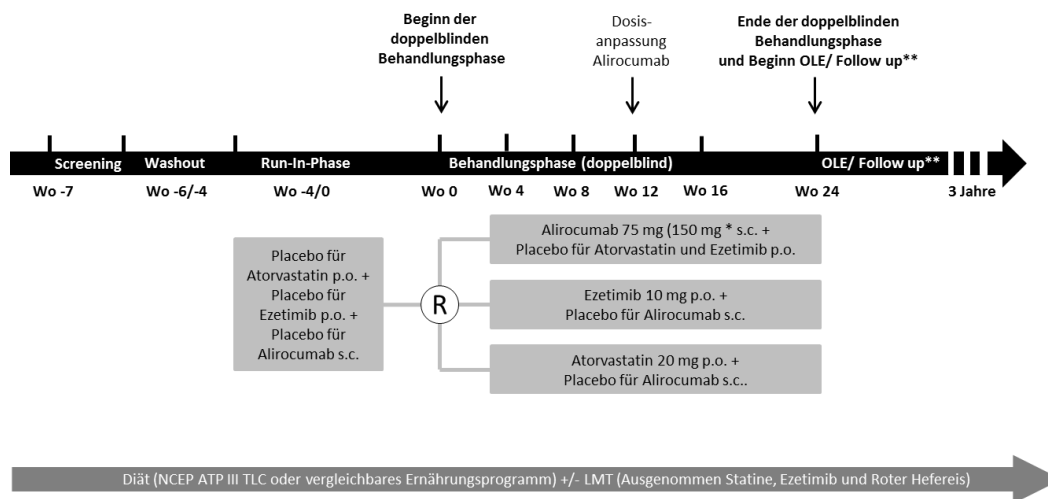 Beginn der
doppelblinden
Behandlungsphase
Dosis-
anpassung
Alirocumab
Ende der doppelblinden
Behandlungsphase
und Beginn OLE/ Follow up**
Screening
Washout
Run-In-Phase
Behandlungsphase (doppelblind)
OLE/ Follow up**
Wo -7
Wo -6/-4
Wo -4/0
Wo 0
Wo 4
Wo 8
Wo 12
Wo 16
Wo 24
3 Jahre
Placebo für
Atorvastatin p.o. +
Placebo für
Ezetimib p.o. +
Placebo für
Alirocumab s.c.
R
Alirocumab 75 mg (150 mg * s.c. +
Placebo für Atorvastatin und Ezetimib p.o.
Ezetimib 10 mg p.o. +
Placebo für Alirocumab s.c.
Atorvastatin 20 mg p.o. +
Placebo für Alirocumab s.c..
Diät (NCEP ATP III TLC oder vergleichbares Ernährungsprogramm) +/- LMT (Ausgenommen Statine, Ezetimib und Roter Hefereis)